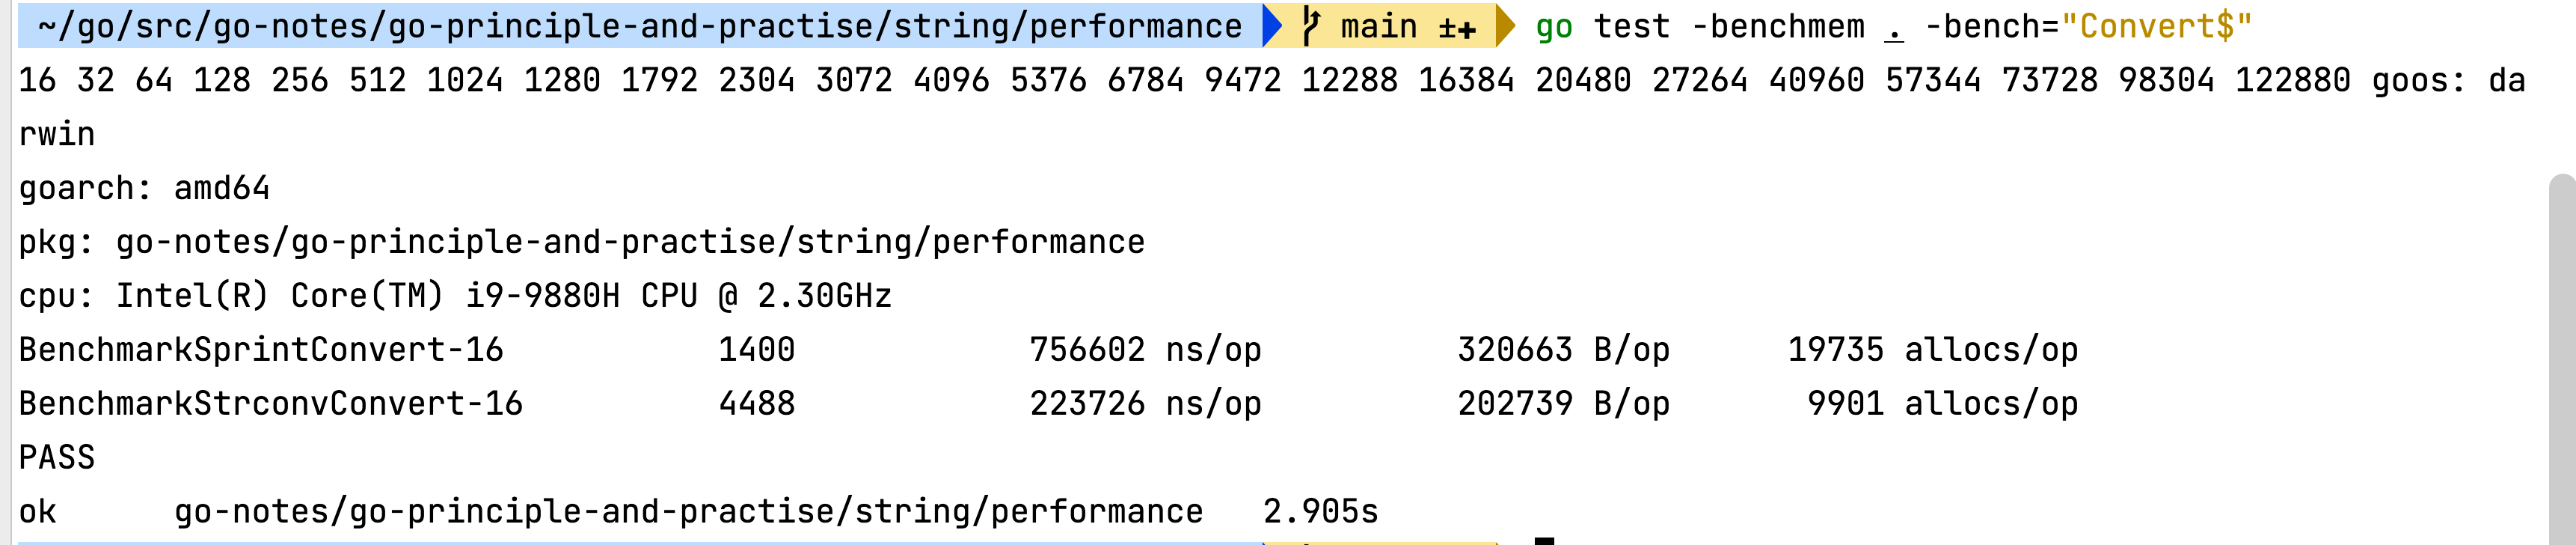 ~/go/src/go-notes/go-principle-and-practise/string/performance main ±✚ go test -benchmem . -bench="Convert$"
16 32 64 128 256 512 1024 1280 1792 2304 3072 4096 5376 6784 9472 12288 16384 20480 27264 40960 57344 73728 98304 122880 goos: da
rwin
goarch: amd64
pkg: go-notes/go-principle-and-practise/string/performance
cpu: Intel(R) Core(TM) i9-9880H CPU @ 2.30GHz
BenchmarkSprintConvert-16 1400 756602 ns/op 320663 B/op 19735 allocs/op
BenchmarkStrconvConvert-16 4488 223726 ns/op 202739 B/op 9901 allocs/op
PASS
ok go-notes/go-principle-and-practise/string/performance 2.905s